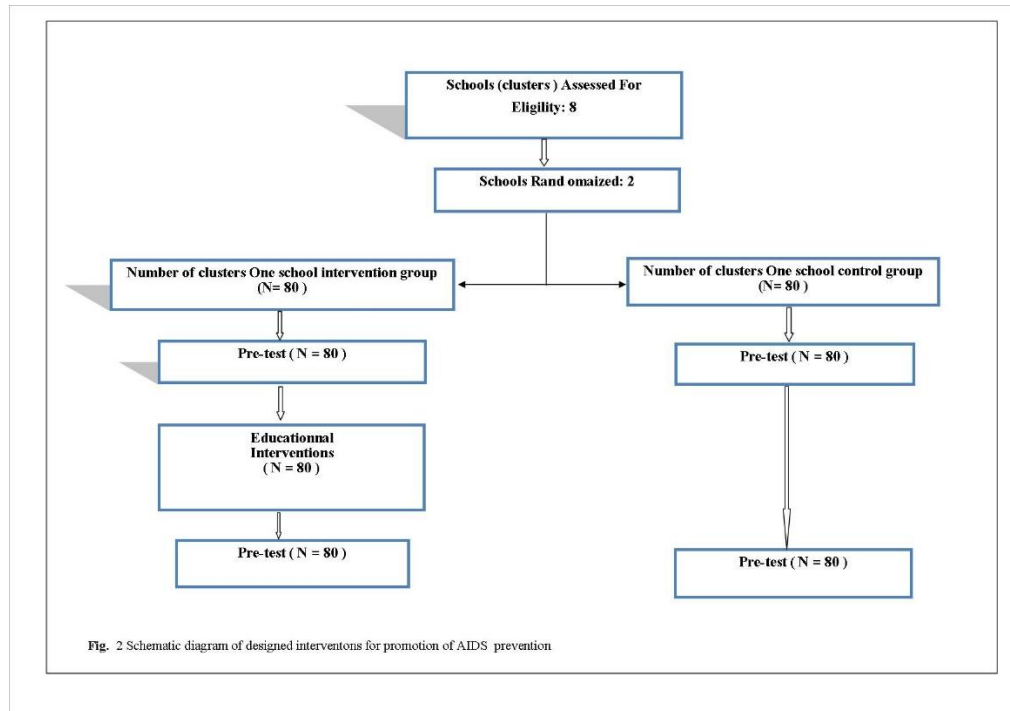 Schools (clusters ) Assessed For
Eligility: 8
Schools Rand omaized: 2
Number of clusters One school intervention group
(N= 80 )
Number of clusters One school control group
(N= 80 )
Pre-test ( N = 80 )
Pre-test ( N = 80 )
Educationnal
Interventions
( N = 80 )
Pre-test ( N = 80 )
Pre-test ( N = 80 )
Fig. 2 Schematic diagram of designed interventons for promotion of AIDS prevention